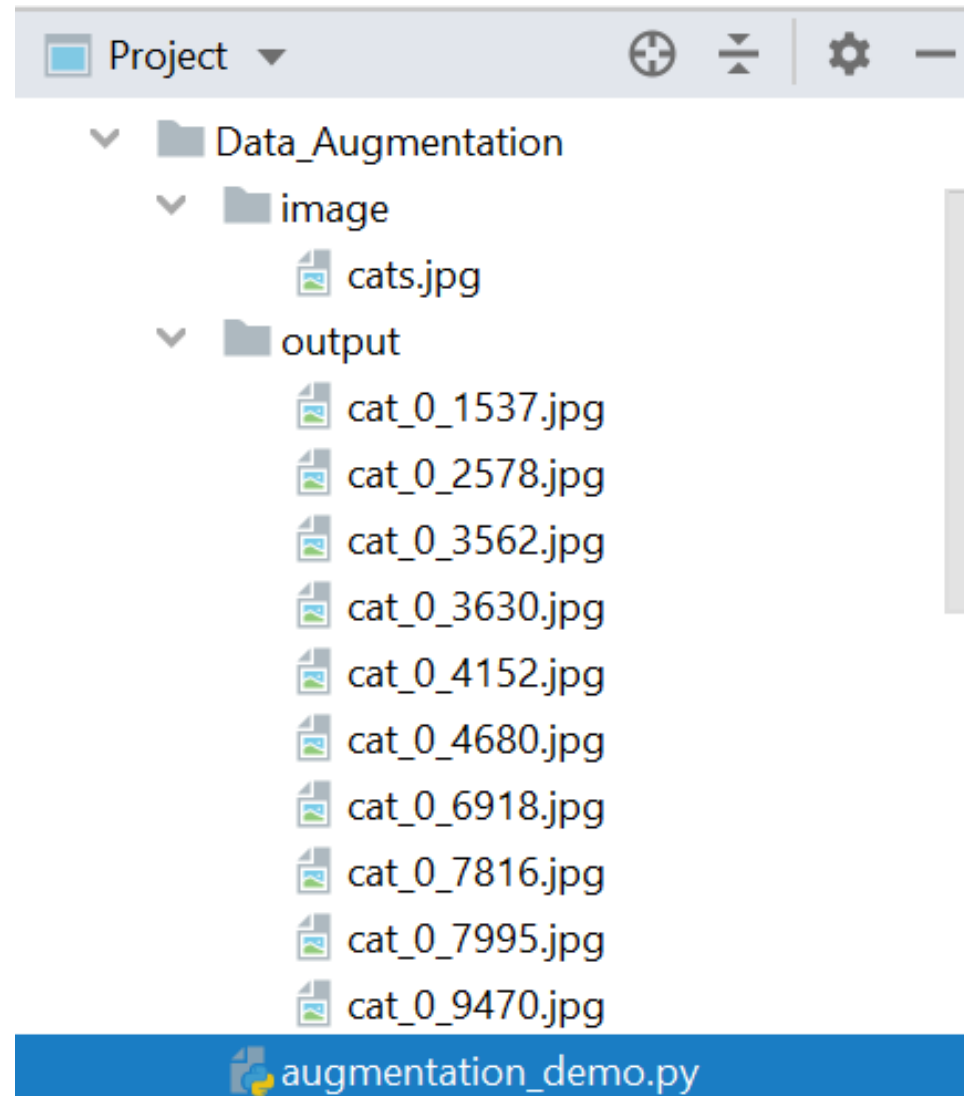 Project
Data_Augmentation
image
cats.jpg
output
cat_0_1537.jpg
cat_0_2578.jpg
cat_0_3562.jpg
cat_0_3630.jpg
cat_0_4152.jpg
cat_0_4680.jpg
cat_0_6918.jpg
cat_0_7816.jpg
cat_0_7995.jpg
cat_0_9470.jpg
augmentation_demo.py